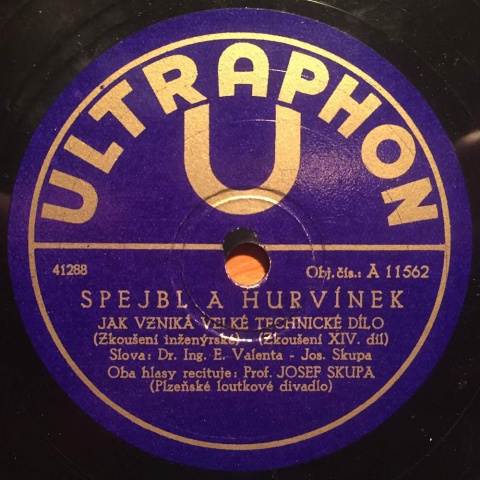 ULTRAPHON
U
41288 Obj. čís.: A 11562
SPEJBL A HURVÍNEK
JAK VZNIKÁ VELKÉ TECHNICKÉ DÍLO
(Zkoušení inženýrské) - (Zkoušení XIV. díl)
Slova: Dr. Ing. E. Valenta - Jos. Skupa
Oba hlasy recituje: Prof. JOSEF SKUPA
(Plzeňské loutkové divadlo)